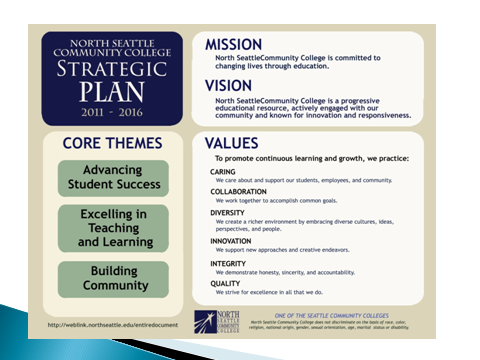 NORTH SEATTLE
COMMUNITY COLLEGE
STRATEGIC
PLAN
2011 - 2016
MISSION
North SeattleCommunity College is committed to
changing lives through education.
VISION
North SeattleCommunity College is a progressive
educational resource, actively engaged with our
community and known for innovation and responsiveness.
CORE THEMES
Advancing
Student Success
Excelling in
Teaching
and Learning
Building
Community
http://weblink.northseattle.edu/entiredocument
VALUES
To promote continuous learning and growth, we practice:
CARING
We care about and support our students, employees, and community.
COLLABORATION
We work together to accomplish common goals.
DIVERSITY
We create a richer environment by embracing diverse cultures, ideas,
perspectives, and people.
INNOVATION
We support new approaches and creative endeavors.
INTEGRITY
We demonstrate honesty, sincerity, and accountability.
QUALITY
We strive for excellence in all that we do.
NORTH
SEATTLE
COMMUNITY
COLLEGE
ONE OF THE SEATTLE COMMUNITY COLLEGES
North Seattle Community College does not discriminate on the basis of race, color,
religion, national origin, gender, sexual orientation, age, marital status or disability.